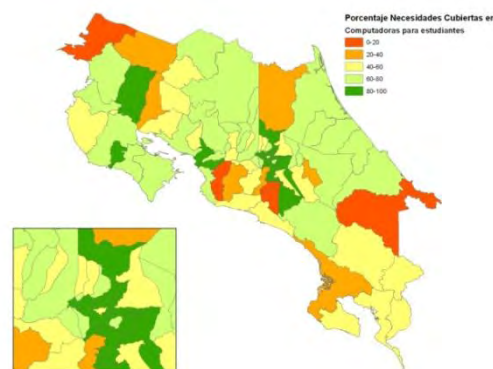 Porcentaje Necesidades Cubiertas en
Computadoras para estudiantes
0-20
20-40
40-60
60-80
80-100